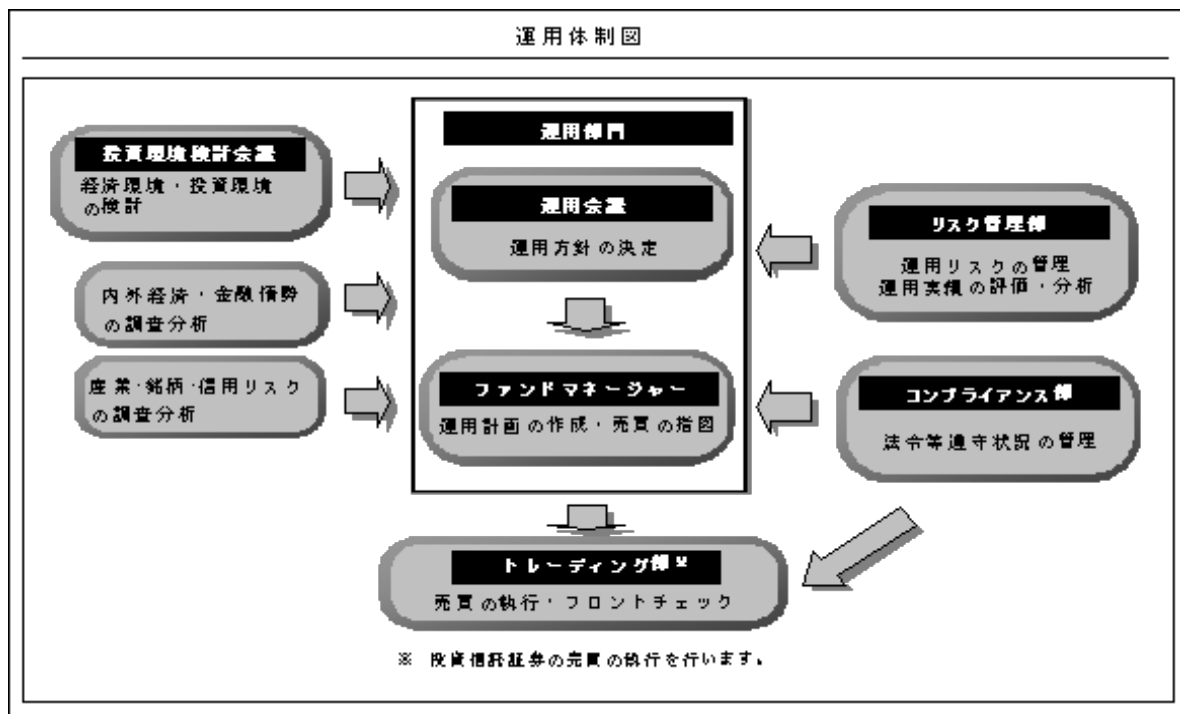 運用体制図
運用部門
投資環境検討会議
経済環境・投資環境
の検討
運用会議
運用方針の決定
リスク管理部
運用リスクの管理
運用実績の評価・分析
内外経済・金融情勢
の調査分析
産業・銘柄・信用リスク
の調査分析
ファンドマネージャー
運用計画の作成・売買の指図
コンプライアンス部
法令等遵守状況の管理
トレーディング部※
売買の執行・フロントチェック
※ 投資信託証券の売買の執行を行います。